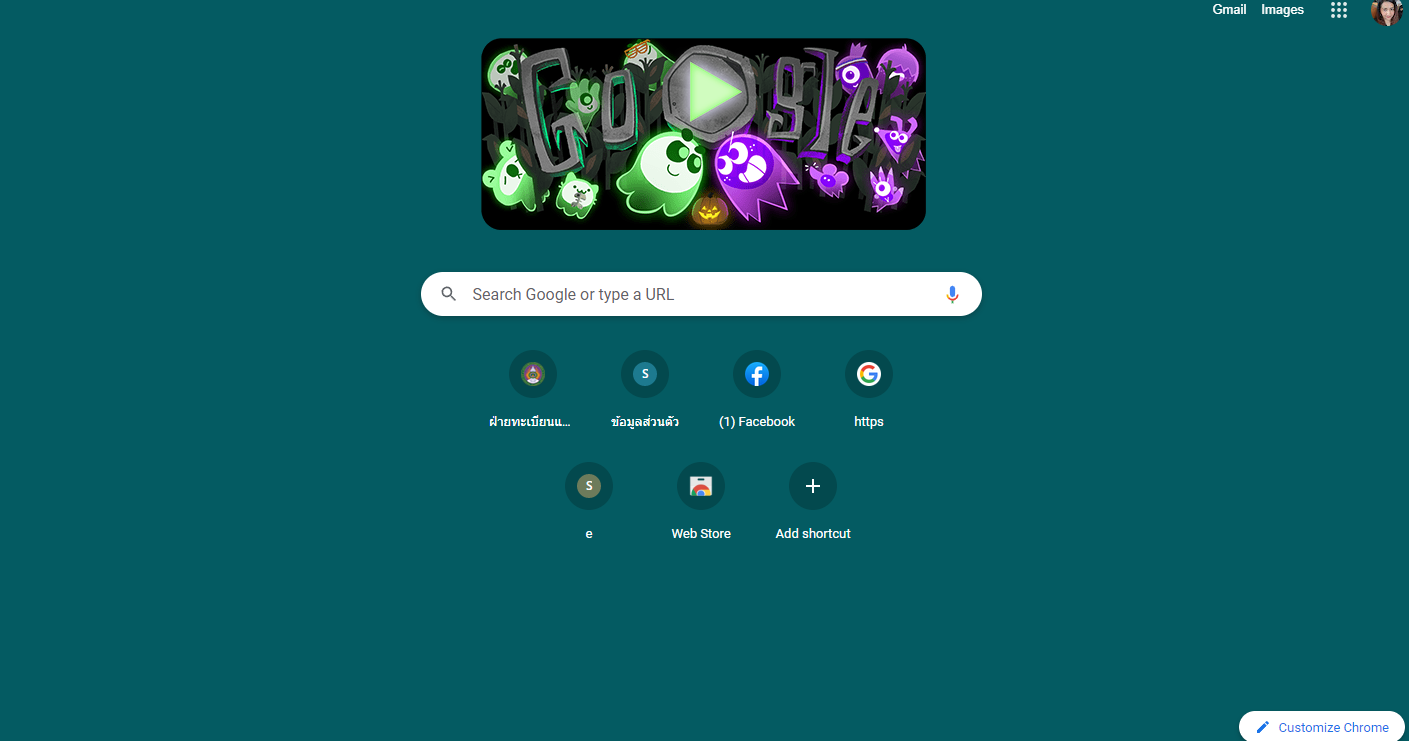 Gmail Images
Google
Search Google or type a URL
ฝ่ายทะเบียนแ...
S
ข้อมูลส่วนตัว
(1) Facebook
G
https
S
e
Web Store
Add shortcut
Customize Chrome